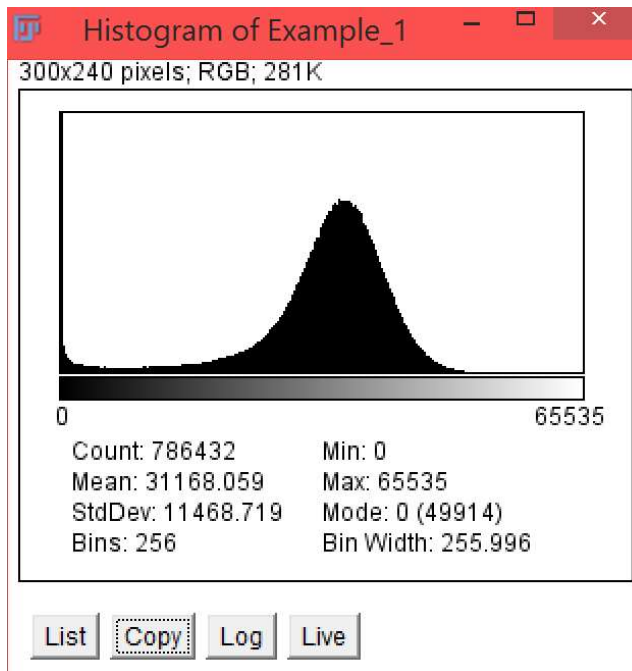 Histogram of Example_1
300x240 pixels; RGB; 281K
0 65535
Count: 786432 Min: 0
Mean: 31168.059 Max: 65535
StdDev: 11468.719 Mode: 0 (49914)
Bins: 256 Bin Width: 255.996
List Copy Log Live